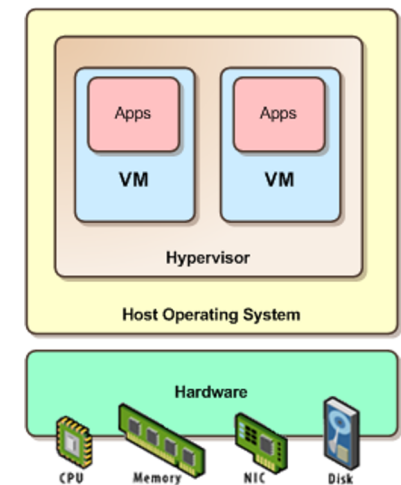 Apps
Apps
VM
VM
Hypervisor
Host Operating System
Hardware
CPU
Memory
NIC
Disk